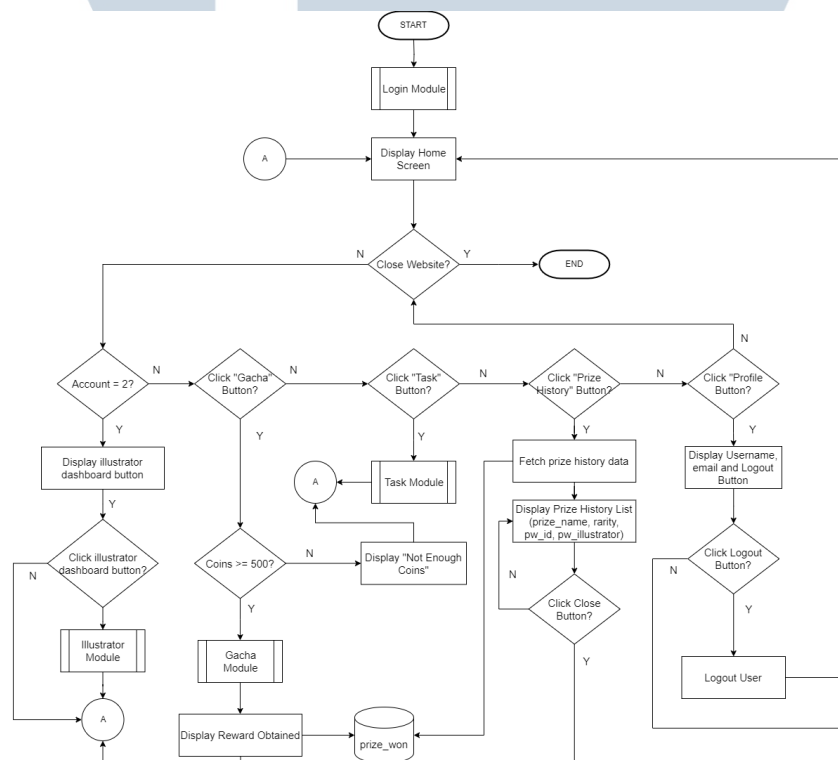 START
Login Module
A
Display Home
Screen
N
Close Website?
Y
END
N
Account = 2?
N
Click "Gacha"
Button?
N
Click "Task"
Button?
N
Click "Prize
History" Button?
N
Click "Profile
Button?
Y
Y
Y
Y
Y
Display illustrator
dashboard button
A
Task Module
Fetch prize history data
Display Username,
email and Logout
Button
Y
Display Prize History List
(prize_name, rarity,
pw_id, pw_illustrator)
Click illustrator
dashboard button?
N
Coins >= 500?
N
Display "Not Enough
Coins"
N
Click Logout
Button?
N
Y
Click Close
Button?
Y
Y
Illustrator
Module
Gacha
Module
Y
Logout User
A
Display Reward Obtained
prize_won